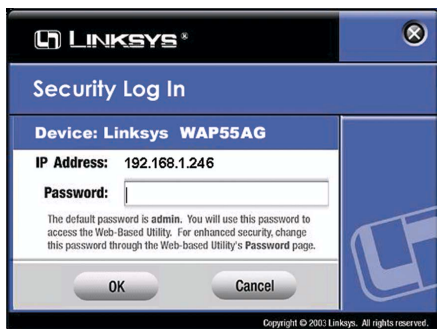 LINKSYS®
Security Log In
Device: Linksys WAP55AG
IP Address: 192.168.1.246
Password:
The default password is admin. You will use this password to
access the Web-Based Utility. For enhanced security, change
this password through the Web-based Utility's Password page.
OK Cancel
Copyright © 2003 Linksys. All rights reserved.